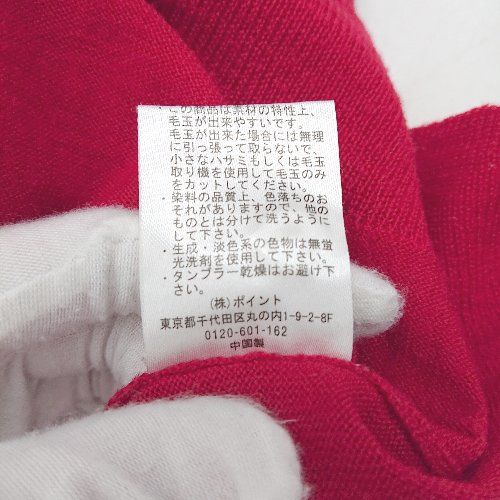 ・この商品は素材の特性上、
毛玉が出来やすいです。
毛玉が出来た場合には無理
に引っ張って取らないで、
小さなハサミもしくは毛玉
取り機を使用して毛玉のみ
をカットしてください。
・染料の品質上、色落ちのお
それがありますので、他の
ものとは分けて洗うように
して下さい。
・生成・淡色系の色物は無蛍
光洗剤を使用して下さい。
・タンブラー乾燥はお避け下
さい。
(株)ポイント
東京都千代田区丸の内1-9-2-8F
0120-601-162
中国製